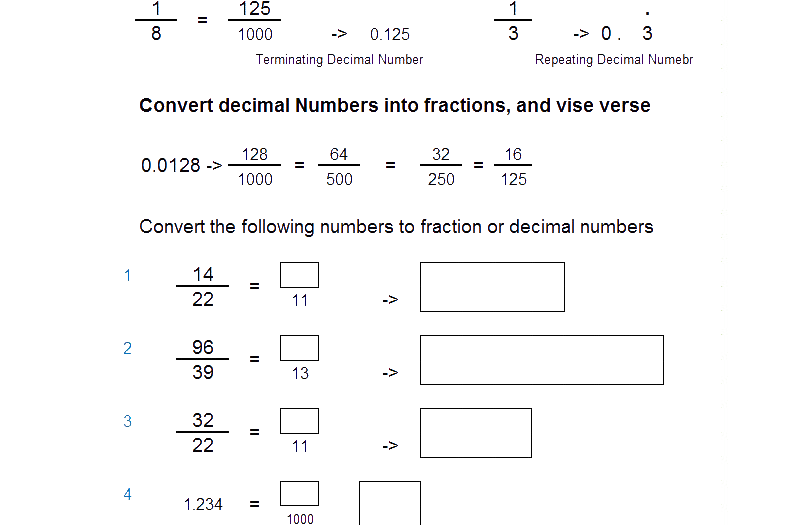 1/8 = 125/1000 -> 0.125 1/3 -> 0.3̇
Terminating Decimal Number Repeating Decimal Numebr
Convert decimal Numbers into fractions, and vise verse
0.0128 -> 128/1000 = 64/500 = 32/250 = 16/125
Convert the following numbers to fraction or decimal numbers
1 14/22 = /11 ->
2 96/39 = /13 ->
3 32/22 = /11 ->
4 1.234 = /1000